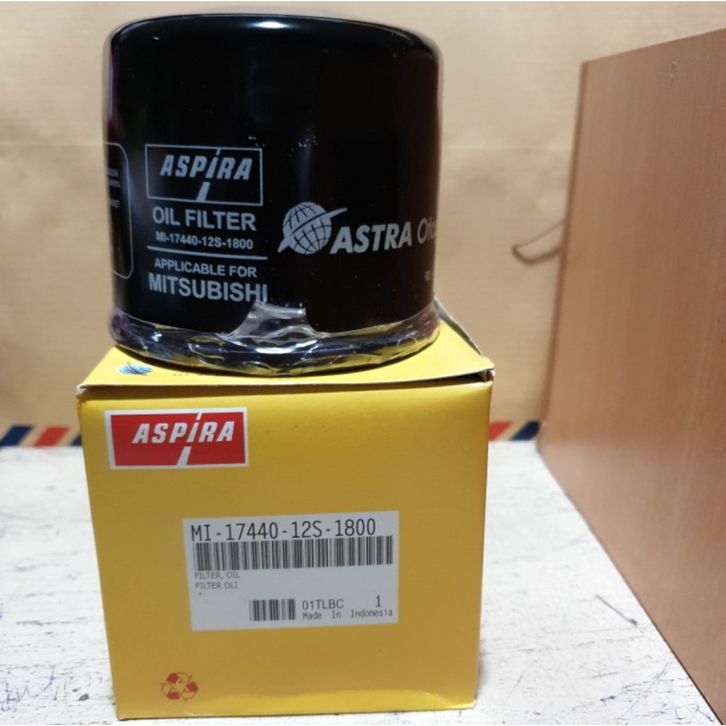 ASPIRA
OIL FILTER
MI-17440-12S-1800
APPLICABLE FOR
MITSUBISHI
ASTRA
ASPIRA
MI-17440-12S-1800
FILTER, OIL
FILTER OLI
*
01TLBC 1
Made In Indonesia